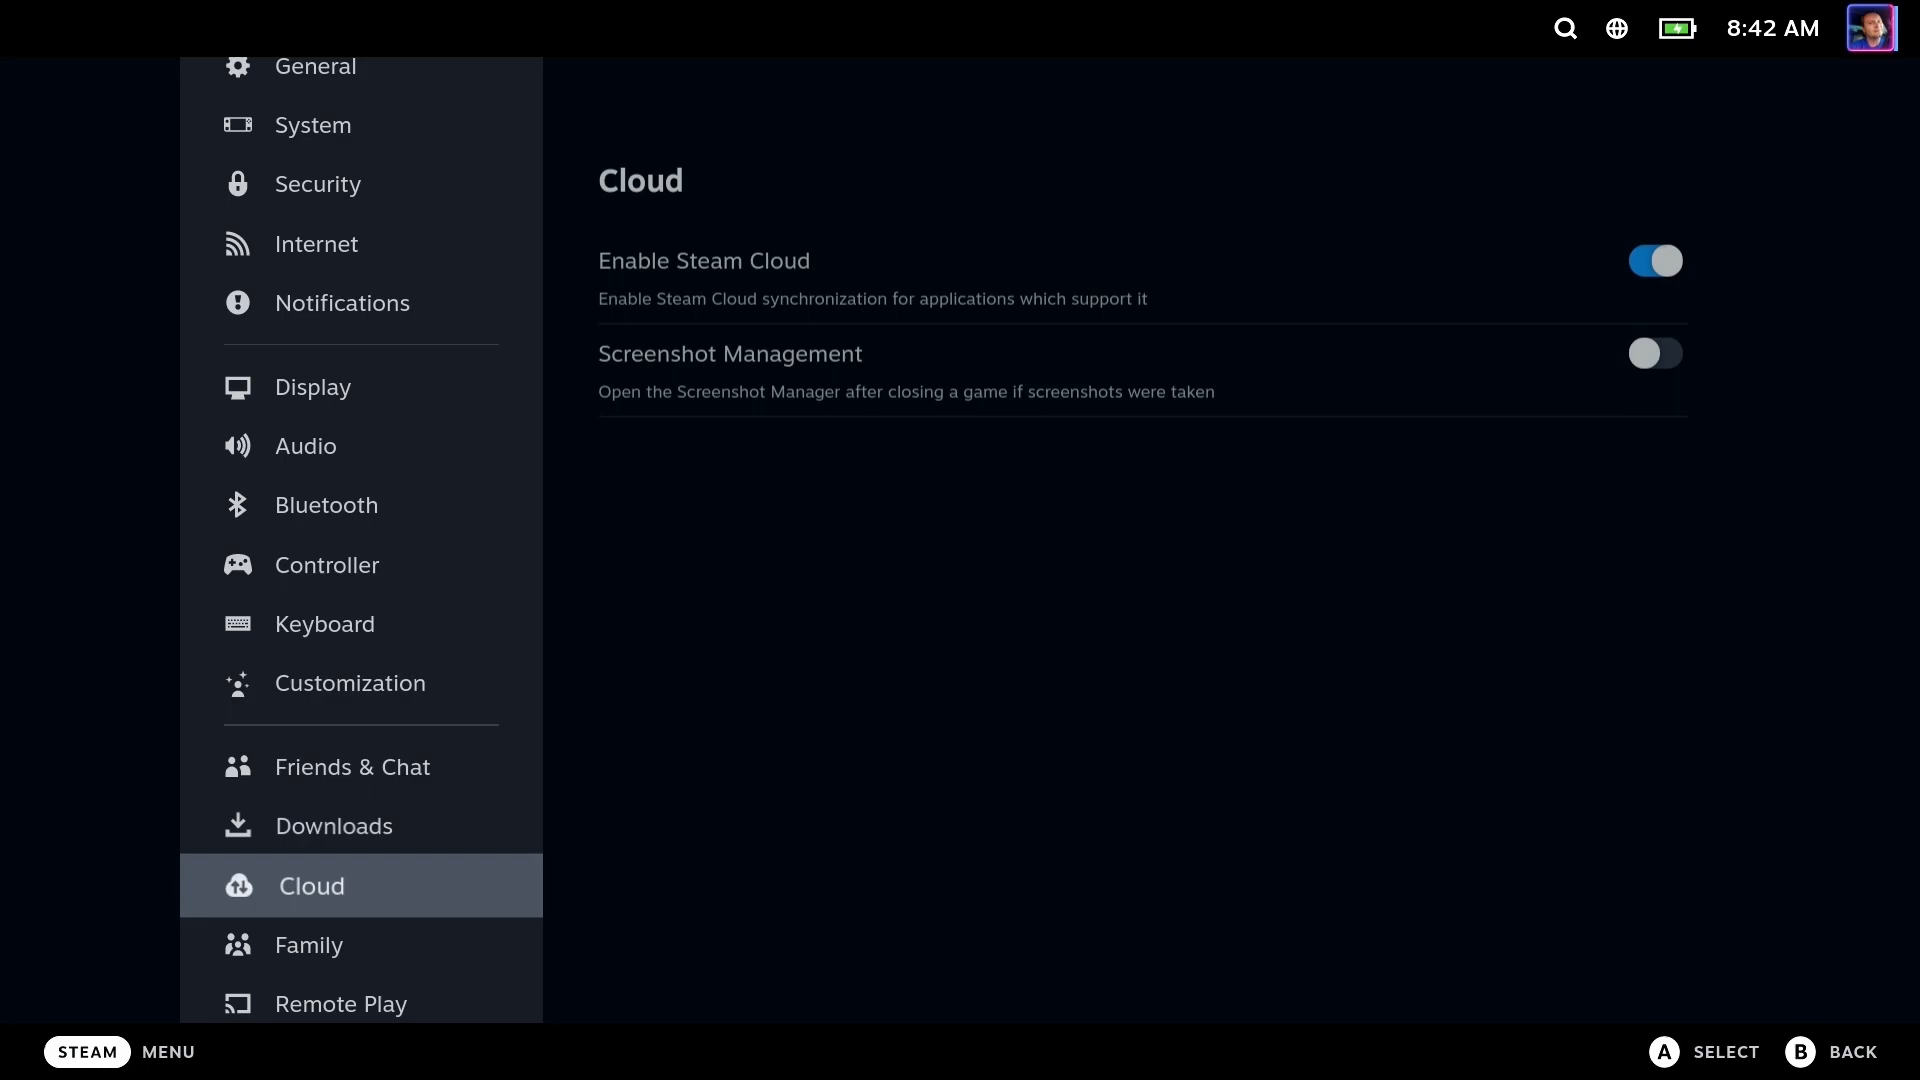 8:42 AM
General
System
Security
Internet
Notifications
Display
Audio
Bluetooth
Controller
Keyboard
Customization
Friends & Chat
Downloads
Cloud
Family
Remote Play
Cloud
Enable Steam Cloud
Enable Steam Cloud synchronization for applications which support it
Screenshot Management
Open the Screenshot Manager after closing a game if screenshots were taken
STEAM MENU
A SELECT B BACK